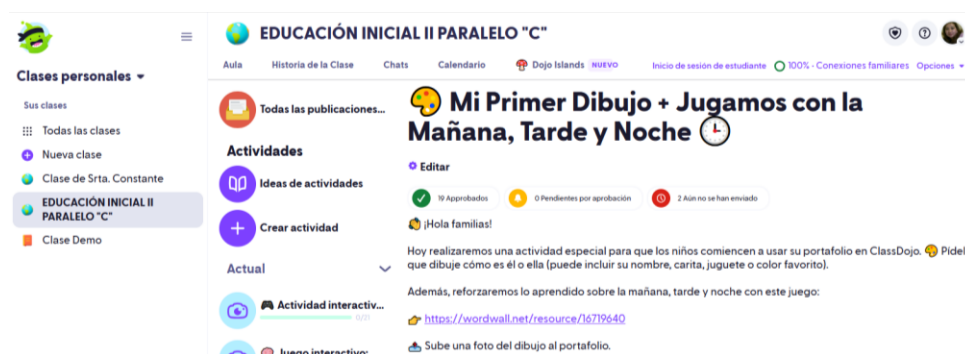 EDUCACIÓN INICIAL II PARALELO "C"
Clases personales
Sus clases
Todas las clases
Nueva clase
Clase de Srta. Constante
EDUCACIÓN INICIAL II
PARALELO "C"
Clase Demo
Aula Historia de la Clase Chats Calendario Dojo Islands NUEVO Inicio de sesión de estudiante 100% - Conexiones familiares Opciones
Todas las publicaciones...
Actividades
Ideas de actividades
Crear actividad
Actual
Actividad interactiv...
0/21
Juego interactivo:
Mi Primer Dibujo + Jugamos con la
Mañana, Tarde y Noche
Editar
19 Aprobados 0 Pendientes por aprobación 2 Aún no se han enviado
¡Hola familias!
Hoy realizaremos una actividad especial para que los niños comiencen a usar su portafolio en ClassDojo. Pídel
que dibuje cómo es él o ella (puede incluir su nombre, carita, juguete o color favorito).
Además, reforzaremos lo aprendido sobre la mañana, tarde y noche con este juego:
https://wordwall.net/resource/16719640
Sube una foto del dibujo al portafolio.